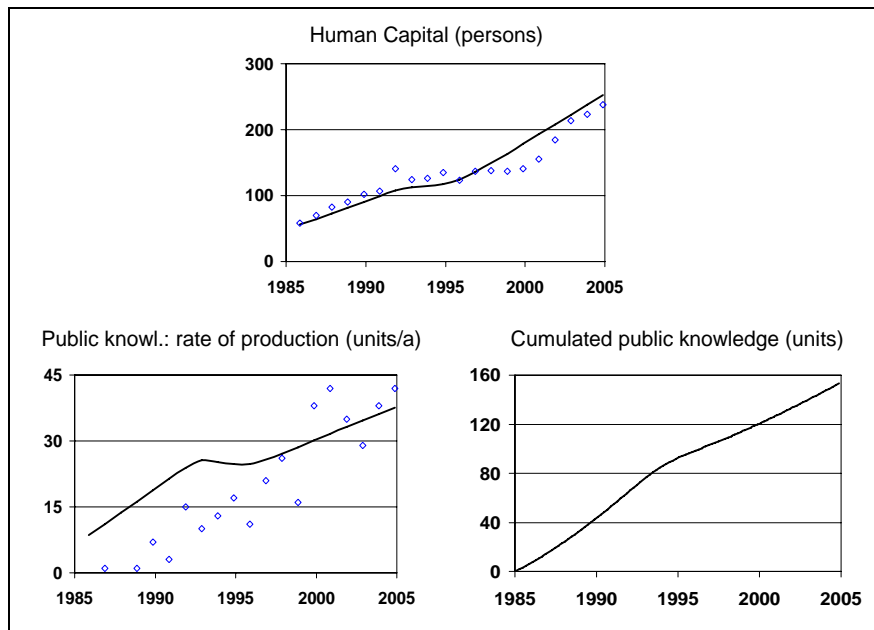 Human Capital (persons)
300
200
100
0
1985 1990 1995 2000 2005
Public knowl.: rate of production (units/a)
45
30
15
0
1985 1990 1995 2000 2005
Cumulated public knowledge (units)
160
120
80
40
0
1985 1990 1995 2000 2005